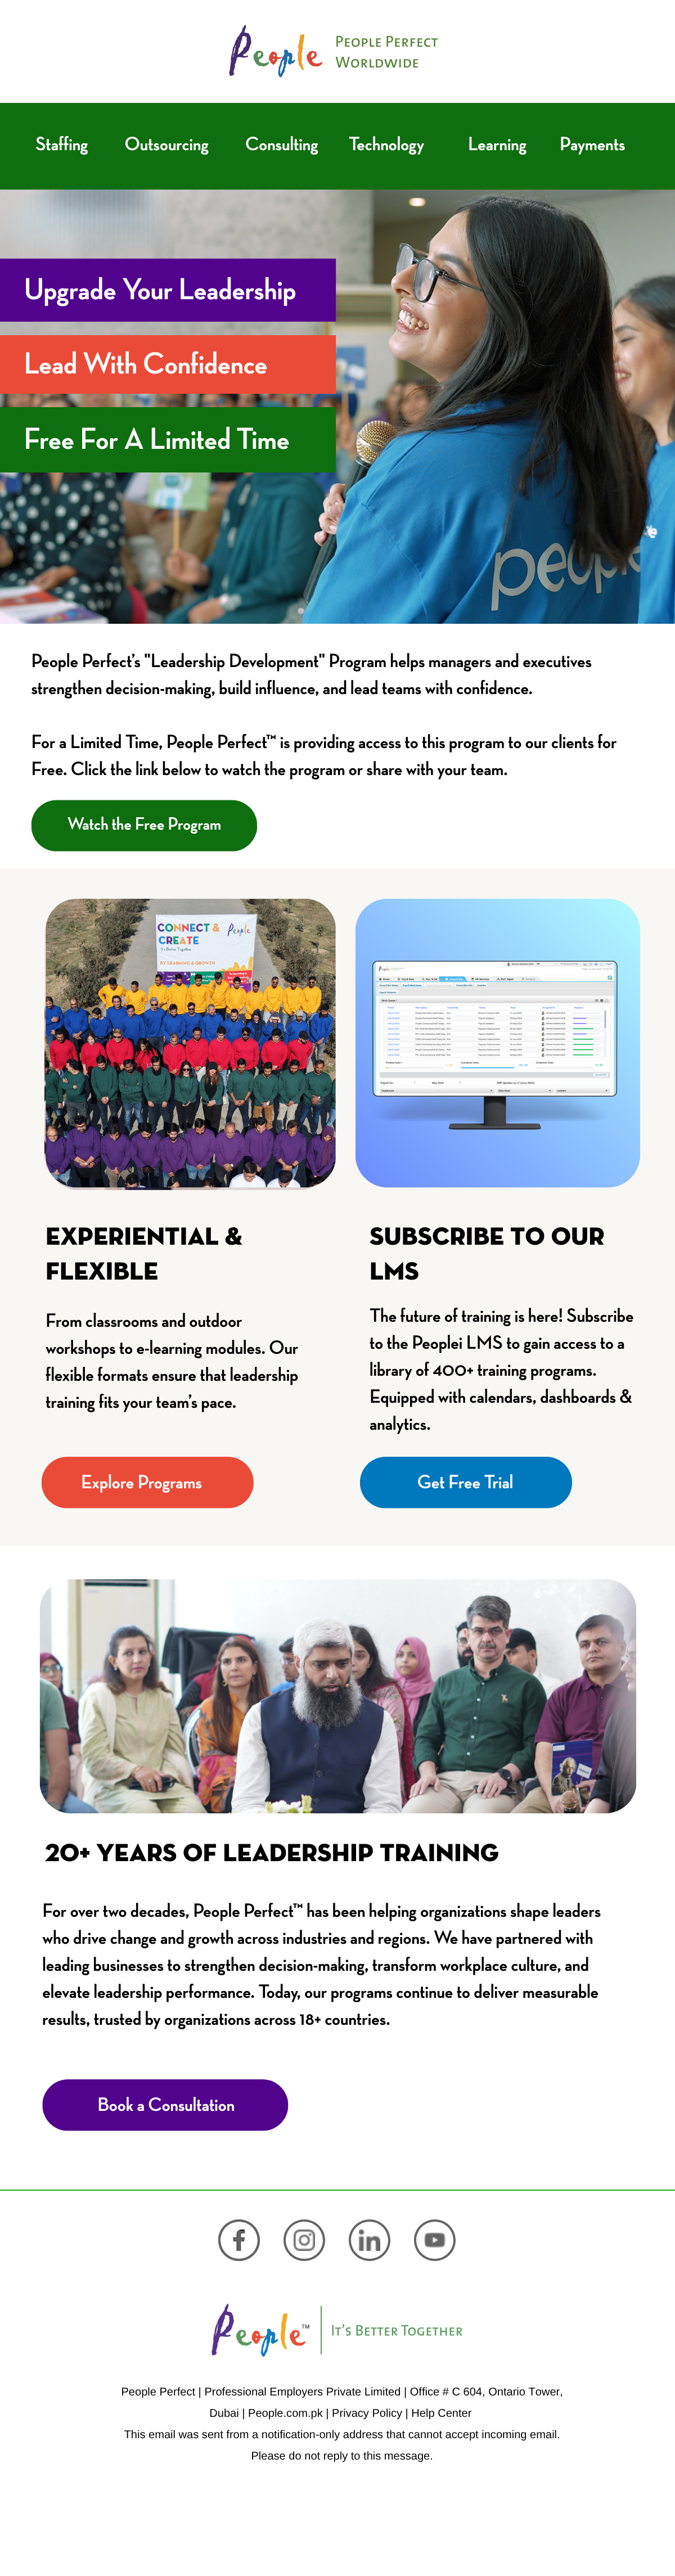 People
PEOPLE PERFECT
WORLDWIDE
Staffing Outsourcing Consulting Technology Learning Payments
Upgrade Your Leadership
Lead With Confidence
Free For A Limited Time
people
People Perfect's "Leadership Development" Program helps managers and executives
strengthen decision-making, build influence, and lead teams with confidence.
For a Limited Time, People Perfect™ is providing access to this program to our clients for
Free. Click the link below to watch the program or share with your team.
Watch the Free Program
CONNECT &
CREATE
It's Better Together
BY LEARNING & GROWTH
People
EXPERIENTIAL &
FLEXIBLE
From classrooms and outdoor
workshops to e-learning modules. Our
flexible formats ensure that leadership
training fits your team's pace.
Explore Programs
SUBSCRIBE TO OUR
LMS
The future of training is here! Subscribe
to the Peoplei LMS to gain access to a
library of 400+ training programs.
Equipped with calendars, dashboards &
analytics.
Get Free Trial
20+ YEARS OF LEADERSHIP TRAINING
For over two decades, People Perfect™ has been helping organizations shape leaders
who drive change and growth across industries and regions. We have partnered with
leading businesses to strengthen decision-making, transform workplace culture, and
elevate leadership performance. Today, our programs continue to deliver measurable
results, trusted by organizations across 18+ countries.
Book a Consultation
People™
IT'S BETTER TOGETHER
People Perfect | Professional Employers Private Limited | Office # C 604, Ontario Tower,
Dubai | People.com.pk | Privacy Policy | Help Center
This email was sent from a notification-only address that cannot accept incoming email.
Please do not reply to this message.